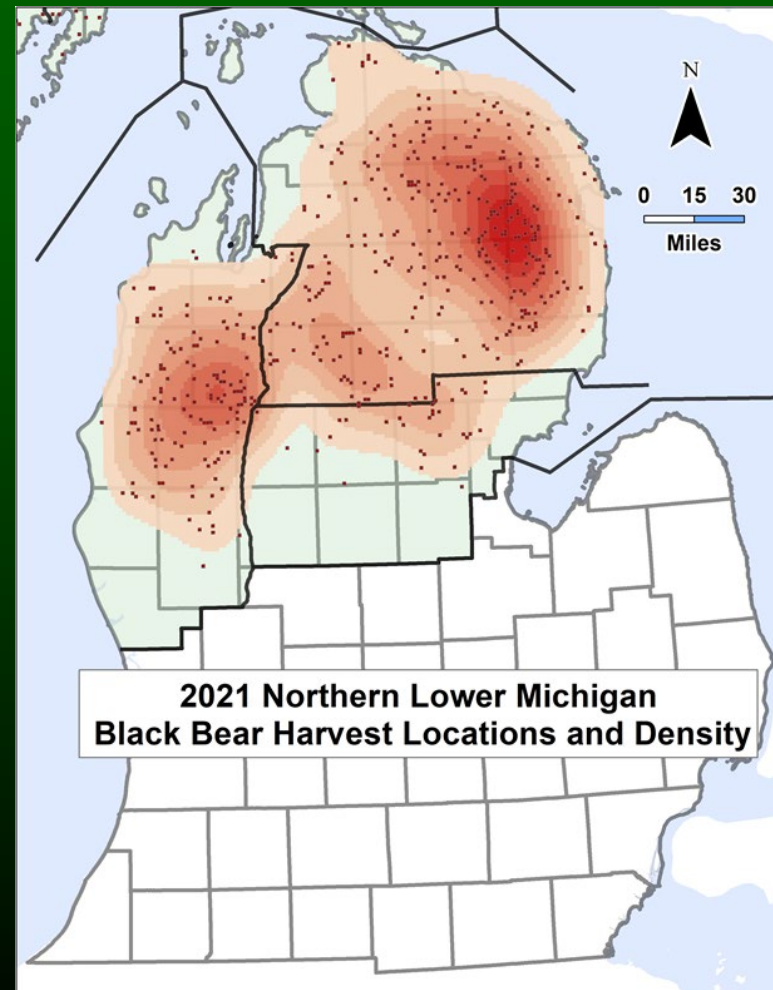 N
0 15 30
Miles
2021 Northern Lower Michigan
Black Bear Harvest Locations and Density